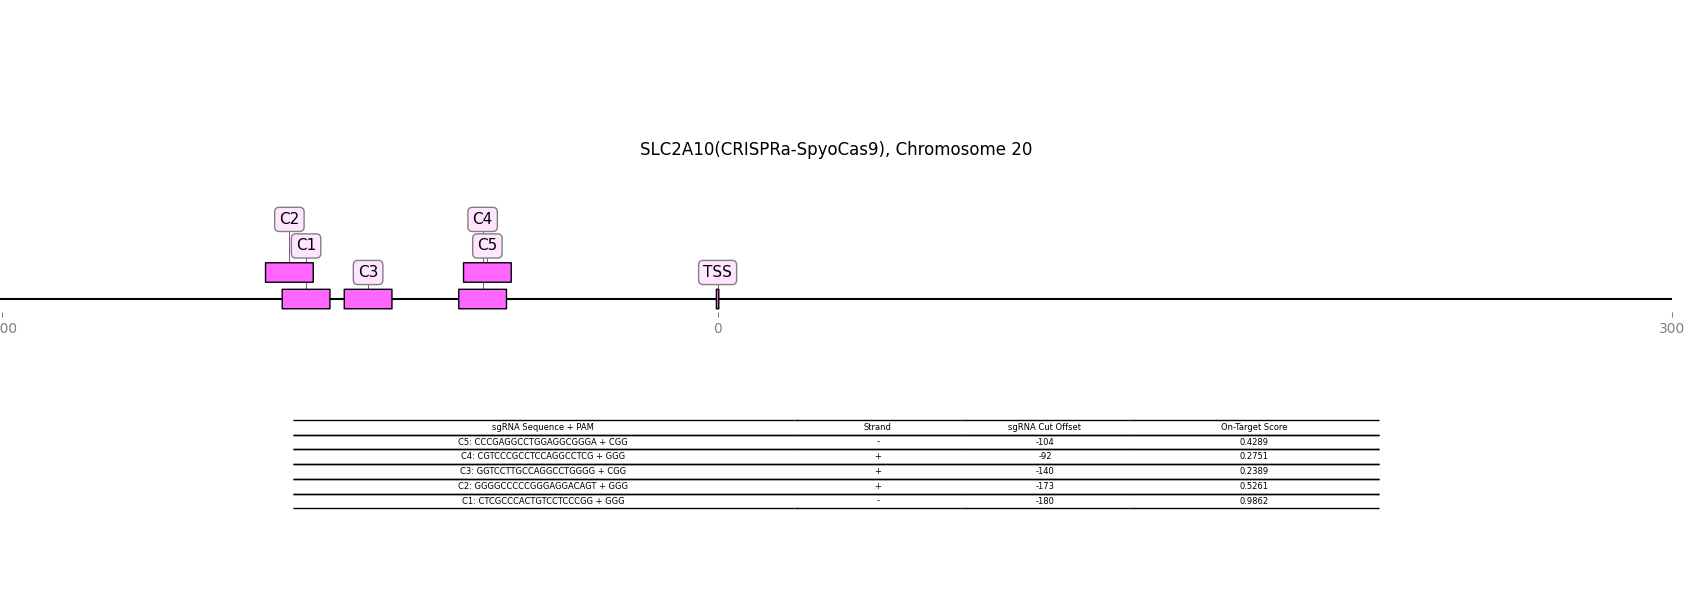 SLC2A10(CRISPRa-SpyoCas9), Chromosome 20
C2
C4
C1
C5
C3
TSS
00
0
300
sgRNA Sequence + PAM Strand sgRNA Cut Offset On-Target Score
C5: CCCGAGGCCTGGAGGCGGGA + CGG - -104 0.4289
C4: CGTCCCGCCTCCAGGCCTCG + GGG + -92 0.2751
C3: GGTCCTTGCCAGGCCTGGGG + CGG + -140 0.2389
C2: GGGGCCCCCGGGAGGACAGT + GGG + -173 0.5261
C1: CTCGCCCACTGTCCTCCCGG + GGG - -180 0.9862